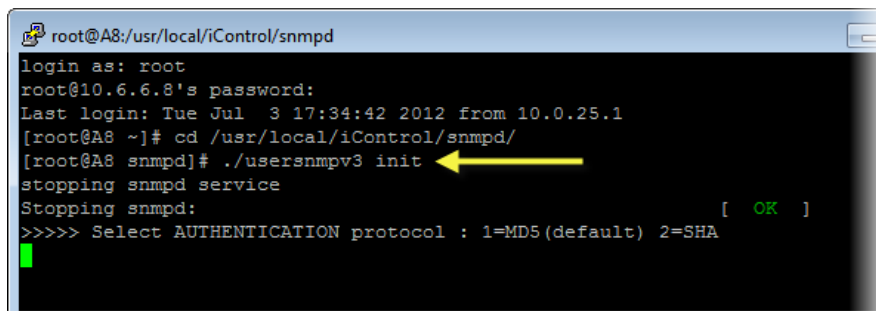 root@A8:/usr/local/iControl/snmpd
login as: root
root@10.6.6.8's password:
Last login: Tue Jul  3 17:34:42 2012 from 10.0.25.1
[root@A8 ~]# cd /usr/local/iControl/snmpd/
[root@A8 snmpd]# ./usersnmpv3 init
stopping snmpd service
Stopping snmpd: [  OK  ]
>>>>> Select AUTHENTICATION protocol : 1=MD5(default) 2=SHA